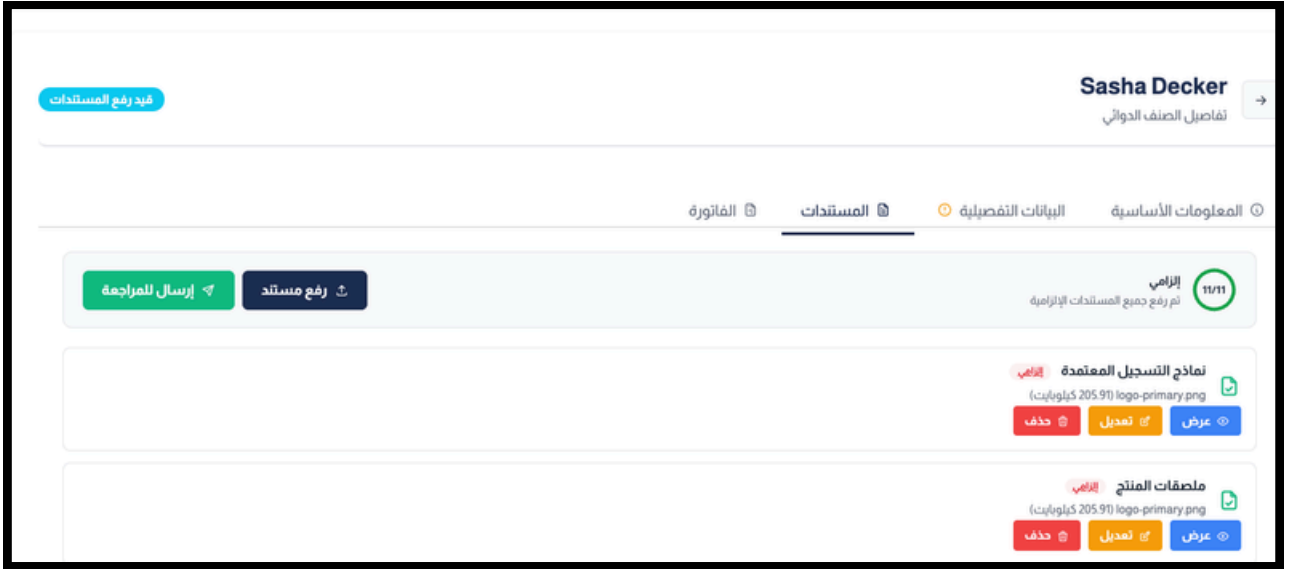 Sasha Decker
تفاصيل الصنف الدوائي
قيد رفع المستندات
المعلومات الأساسية
البيانات التفصيلية
المستندات
الفاتورة
11/11
إلزامي
تم رفع جميع المستندات الإلزامية
رفع مستند
إرسال للمراجعة
نماذج التسجيل المعتمدة إلزامي
logo-primary.png (205.91 كيلوبايت)
عرض
تعديل
حذف
ملصقات المنتج إلزامي
logo-primary.png (205.91 كيلوبايت)
عرض
تعديل
حذف